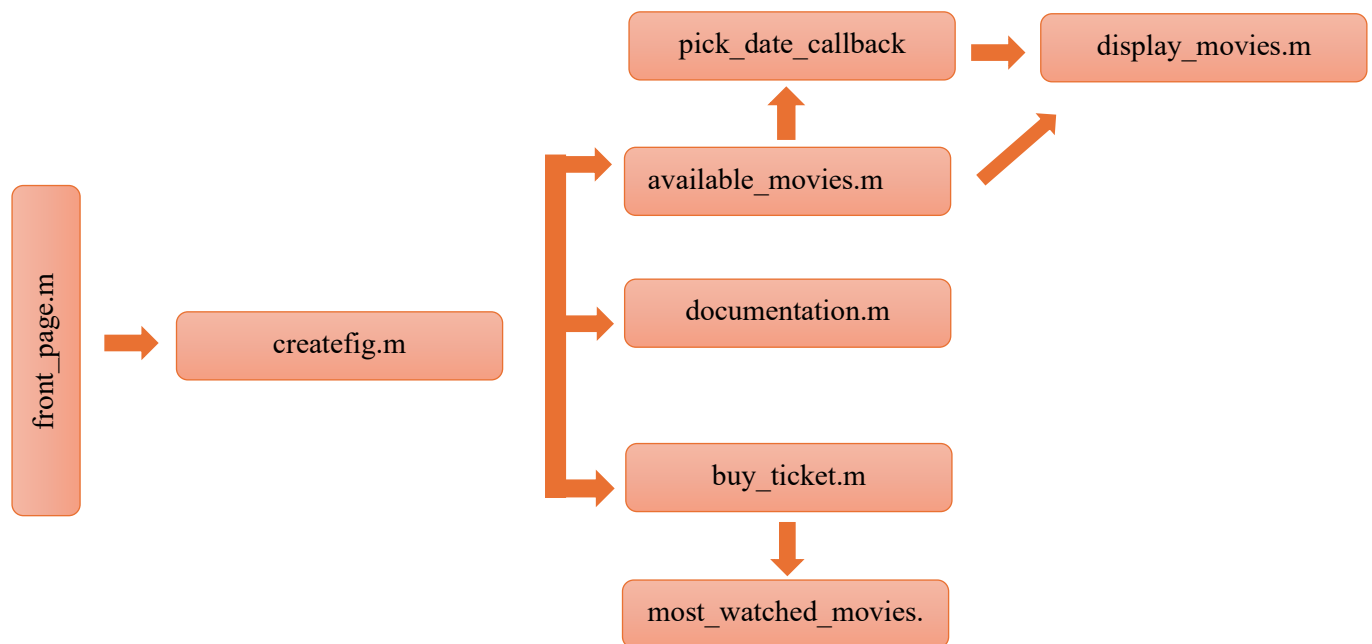 pick_date_callback
display_movies.m
available_movies.m
front_page.m
createfig.m
documentation.m
buy_ticket.m
most_watched_movies.